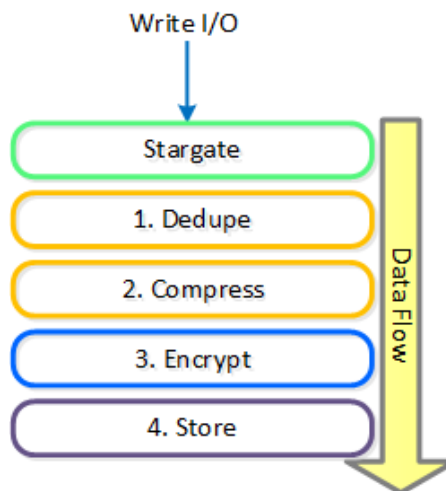 Write I/O
Stargate
1. Dedupe
2. Compress
3. Encrypt
4. Store
Data Flow